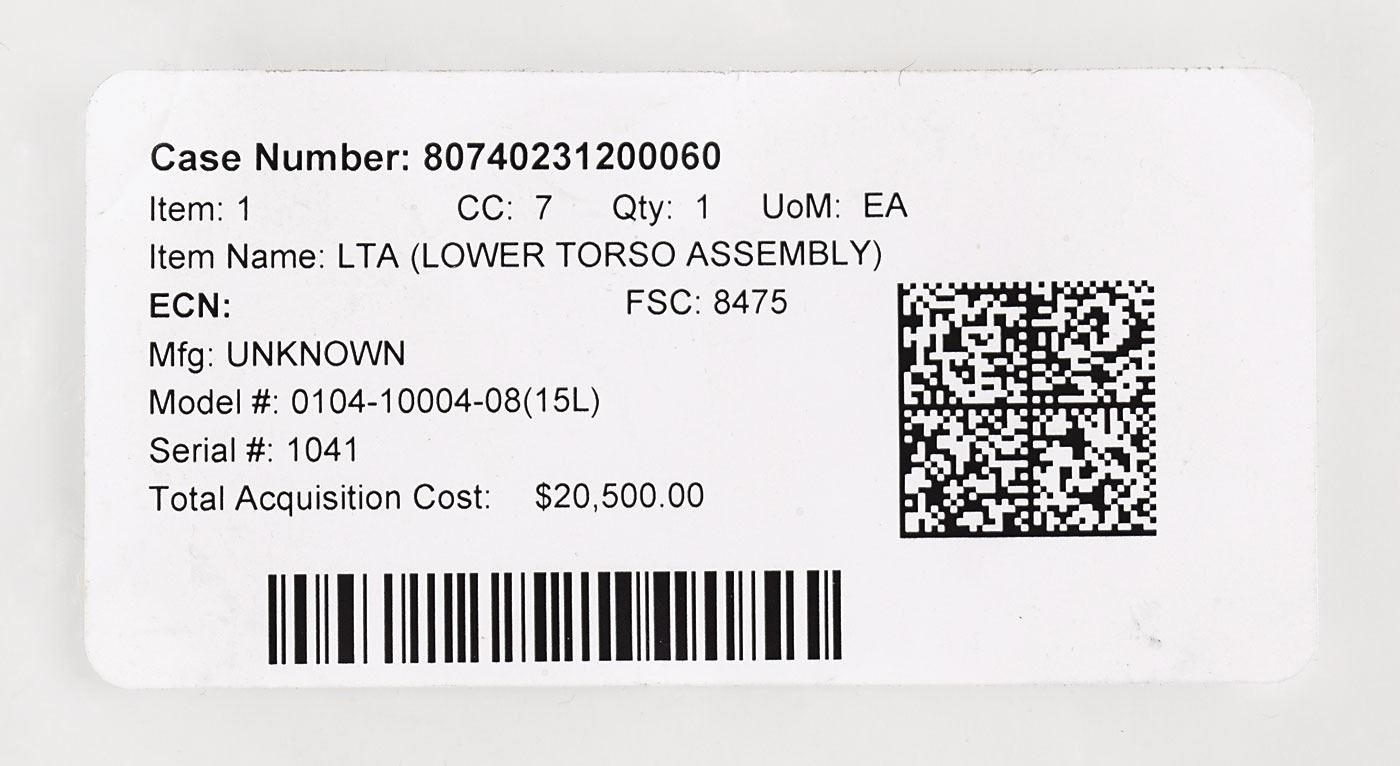 Case Number: 80740231200060
Item: 1 CC: 7 Qty: 1 UoM: EA
Item Name: LTA (LOWER TORSO ASSEMBLY)
ECN: FSC: 8475
Mfg: UNKNOWN
Model #: 0104-10004-08(15L)
Serial #: 1041
Total Acquisition Cost: $20,500.00